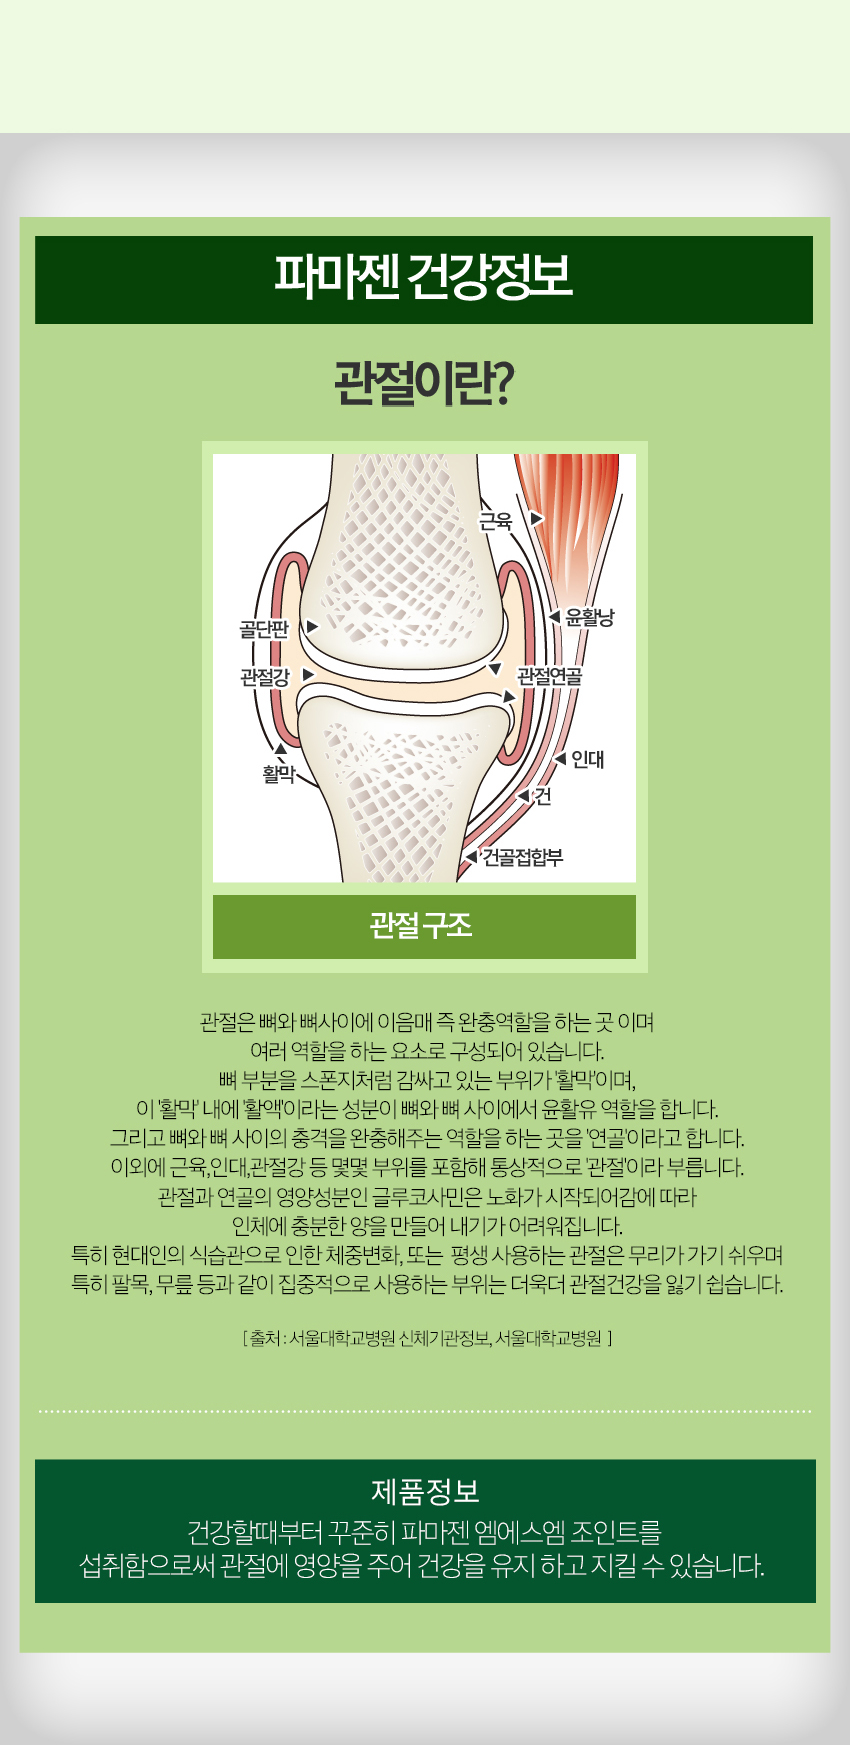 파마젠 건강정보
관절이란?
근육
골단판
윤활낭
관절강
관절연골
활막
인대
건
건골접합부
관절 구조
관절은 뼈와 뼈사이에 이음매 즉 완충역할을 하는 곳 이며
여러 역할을 하는 요소로 구성되어 있습니다.
뼈 부분을 스폰지처럼 감싸고 있는 부위가 '활막'이며,
이 '활막' 내에 '활액'이라는 성분이 뼈와 뼈 사이에서 윤활유 역할을 합니다.
그리고 뼈와 뼈 사이의 충격을 완충해주는 역할을 하는 곳을 '연골'이라고 합니다.
이외에 근육,인대,관절강 등 몇몇 부위를 포함해 통상적으로 '관절'이라 부릅니다.
관절과 연골의 영양성분인 글루코사민은 노화가 시작되어감에 따라
인체에 충분한 양을 만들어 내기가 어려워집니다.
특히 현대인의 식습관으로 인한 체중변화, 또는 평생 사용하는 관절은 무리가 가기 쉬우며
특히 팔목, 무릎 등과 같이 집중적으로 사용하는 부위는 더욱더 관절건강을 잃기 쉽습니다.
[ 출처 : 서울대학교병원 신체기관정보, 서울대학교병원 ]
제품정보
건강할때부터 꾸준히 파마젠 엠에스엠 조인트를
섭취함으로써 관절에 영양을 주어 건강을 유지 하고 지킬 수 있습니다.